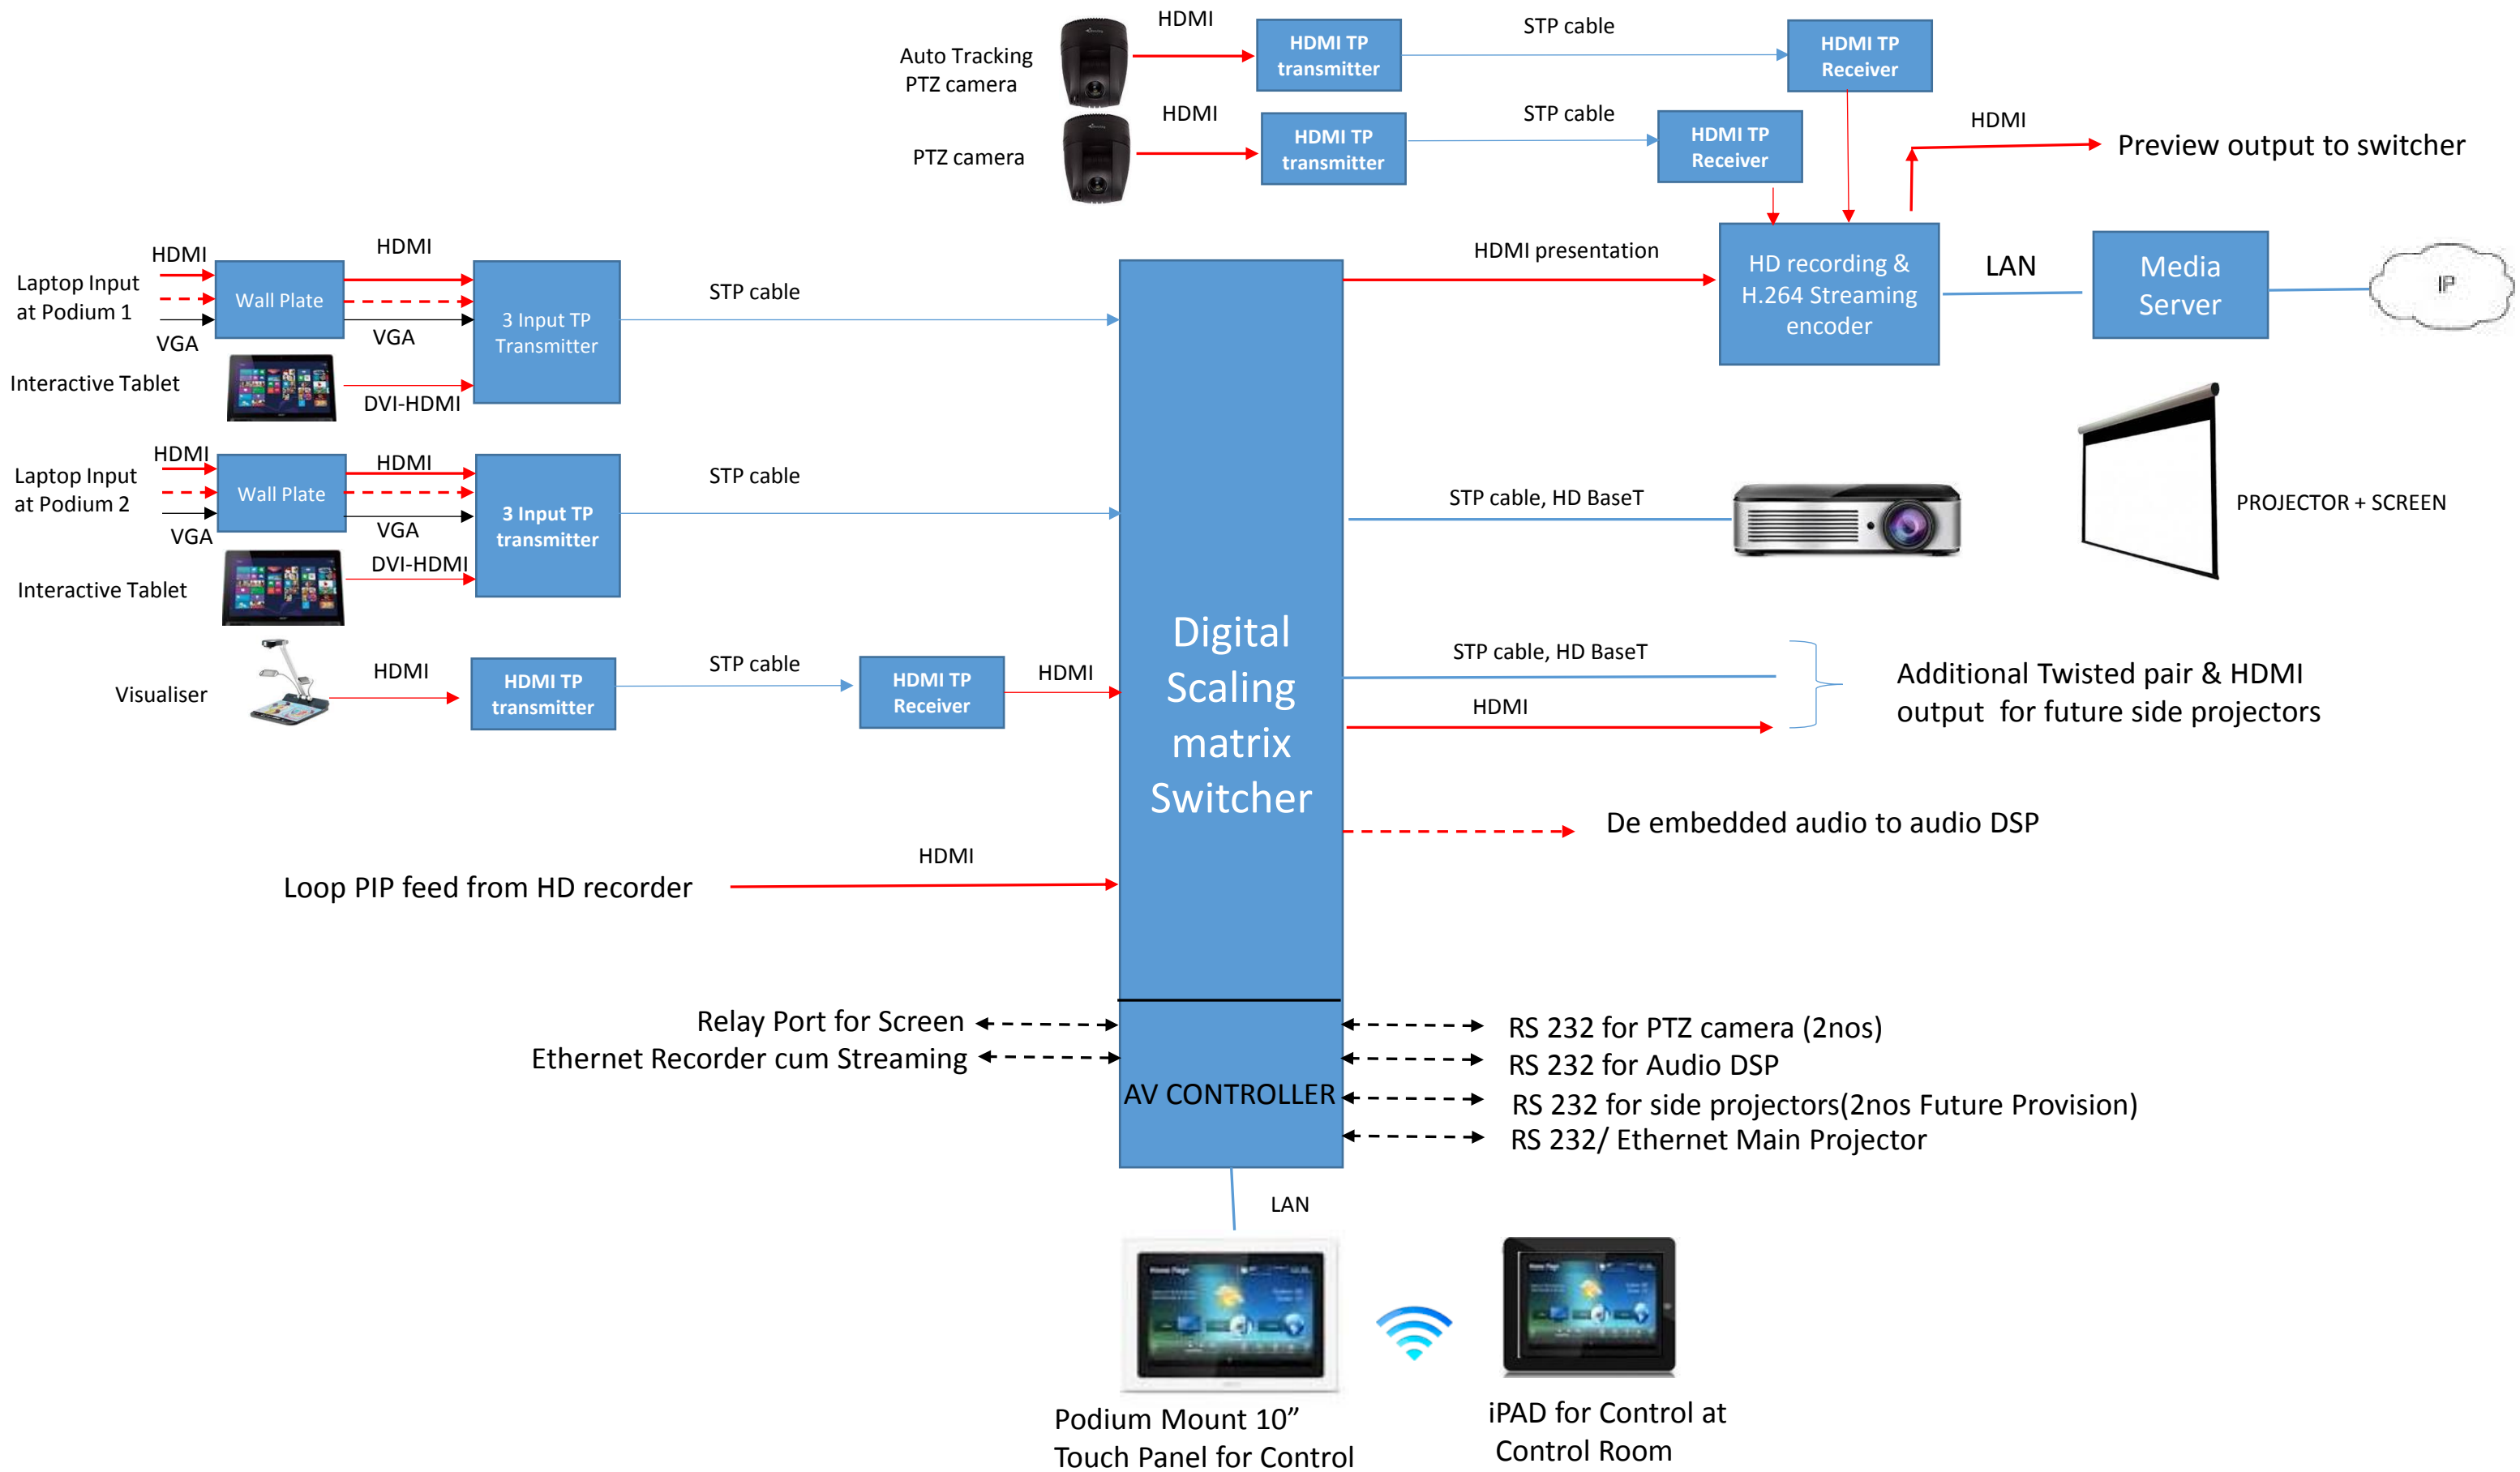 HDMI
Auto Tracking
PTZ camera
HDMI TP
transmitter
STP cable
HDMI TP
Receiver
HDMI
PTZ camera
HDMI TP
transmitter
STP cable
HDMI TP
Receiver
HDMI
Preview output to switcher
HDMI
Laptop Input
at Podium 1
VGA
Wall Plate
HDMI
VGA
3 Input TP
Transmitter
STP cable
Interactive Tablet
DVI-HDMI
HDMI
Laptop Input
at Podium 2
VGA
Wall Plate
HDMI
VGA
3 Input TP
transmitter
STP cable
Interactive Tablet
DVI-HDMI
Visualiser
HDMI
HDMI TP
transmitter
STP cable
HDMI TP
Receiver
HDMI
Loop PIP feed from HD recorder
HDMI
Digital
Scaling
matrix
Switcher
HDMI presentation
HD recording &
H.264 Streaming
encoder
LAN
Media
Server
IP
STP cable, HD BaseT
PROJECTOR + SCREEN
STP cable, HD BaseT
HDMI
Additional Twisted pair & HDMI
output for future side projectors
De embedded audio to audio DSP
Relay Port for Screen
Ethernet Recorder cum Streaming
AV CONTROLLER
RS 232 for PTZ camera (2nos)
RS 232 for Audio DSP
RS 232 for side projectors(2nos Future Provision)
RS 232/ Ethernet Main Projector
LAN
Home Page
Home Page
Podium Mount 10”
Touch Panel for Control
iPAD for Control at
Control Room